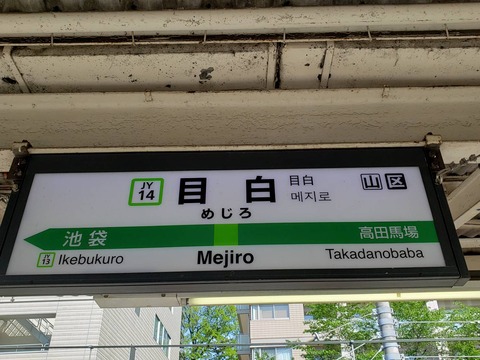 JY
14
目白
めじろ
目白
메지로
山 区
池袋
高田馬場
JY
13
Ikebukuro
Mejiro
Takadanobaba